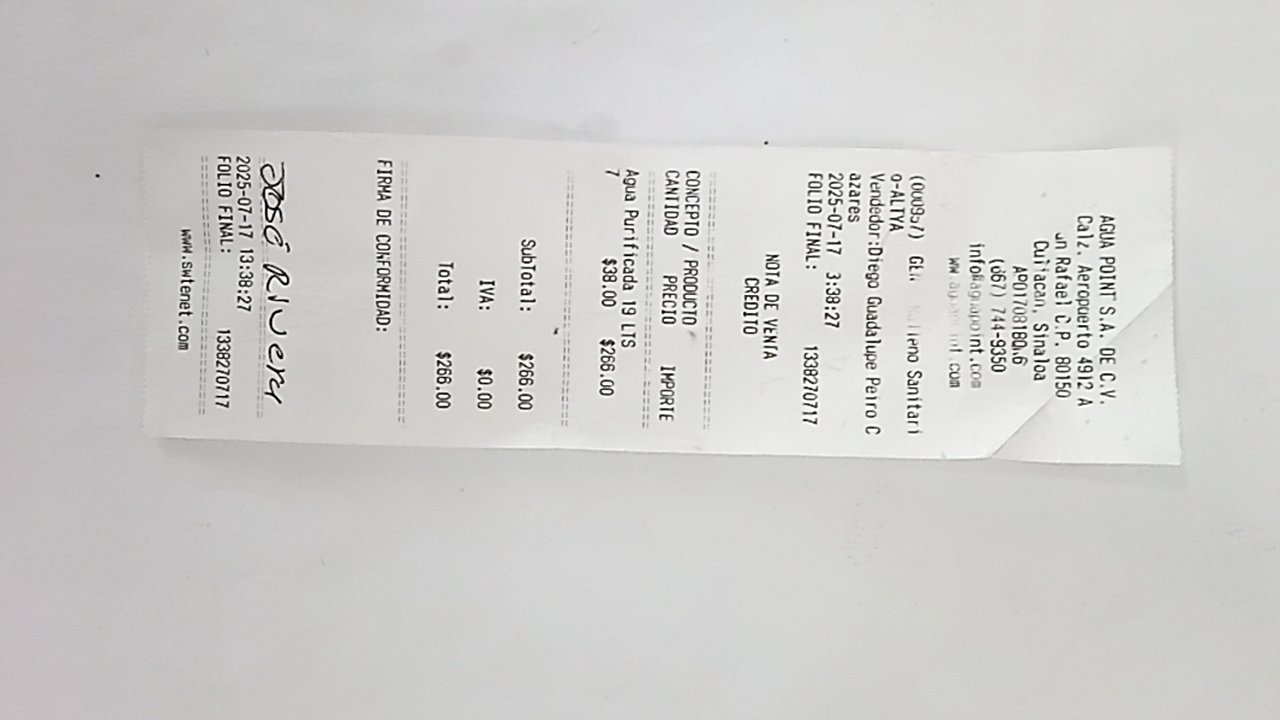 AGUA POINT S.A. DE C.V.
Calz. Aeropuerto 4912 A
Rafael C.P. 80150
Culiacan, Sinaloa
(667) 744-9350
info@aguapoint.com
Sanitari
o-ALTYA
Vendedor:Diego Guadalupe Peiro C
azares
2025-07-17 3:38:27
FOLIO FINAL: 1338270717
NOTA DE VENTA
CREDITO
CONCEPTO / PRODUCTO
CANTIDAD PRECIO IMPORTE
Agua Purificada 19 LTS
7 $38.00 $266.00
SubTotal: $266.00
IVA: $0.00
Total: $266.00
FIRMA DE CONFORMIDAD:
José Rivera
2025-07-17 13:38:27
FOLIO FINAL: 1338270717
www.swtenet.com